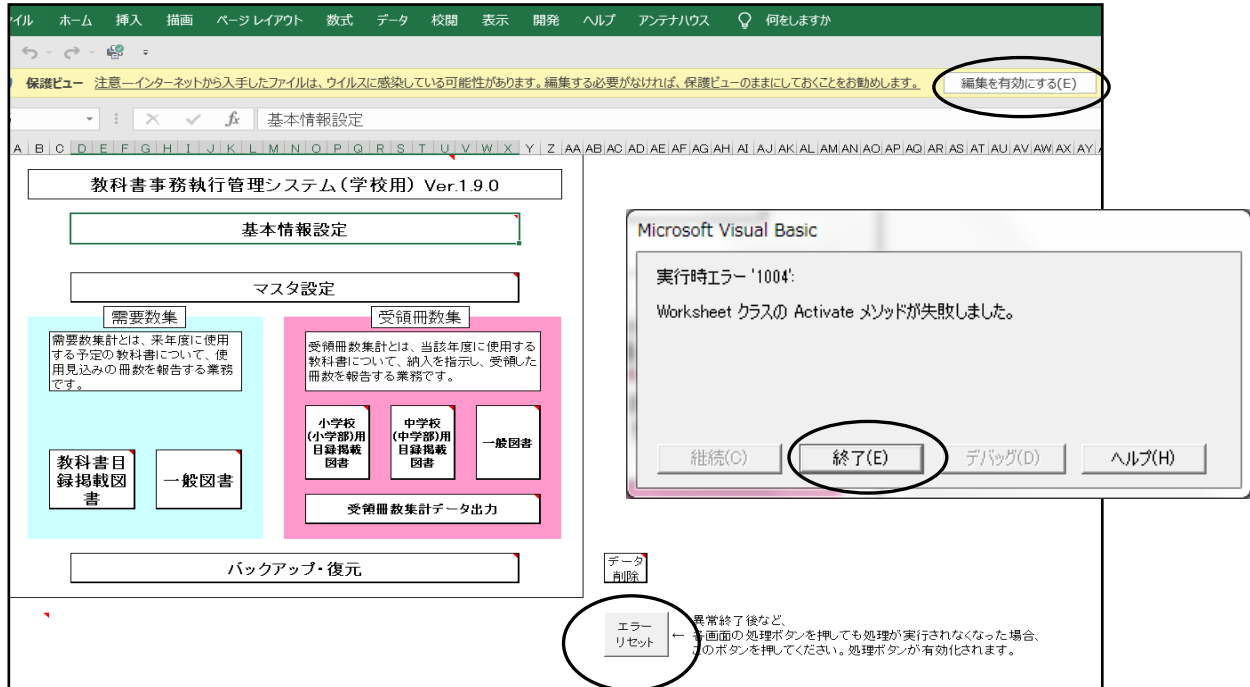 イル ホーム 挿入 描画 ページ レイアウト 数式 データ 校閲 表示 開発 ヘルプ アンテナハウス 何をしますか
保護ビュー 注意—インターネットから入手したファイルは、ウイルスに感染している可能性があります。編集する必要がなければ、保護ビューのままにしておくことをお勧めします。 編集を有効にする(E)
fx 基本情報設定
A B C D E F G H I J K L M N O P Q R S T U V W X Y Z AA AB AC AD AE AF AG AH AI AJ AK AL AM AN AO AP AQ AR AS AT AU AV AW AX AY
教科書事務執行管理システム(学校用) Ver.1.9.0
基本情報設定
マスタ設定
需要数集
需要数集計とは、来年度に使用
する予定の教科書について、使
用見込みの冊数を報告する業務
です。
教科書目
録掲載図
書
一般図書
受領冊数集
受領冊数集計とは、当該年度に使用する
教科書について、納入を指示し、受領した
冊数を報告する業務です。
小学校
(小学部)用
目録掲載
図書
中学校
(中学部)用
目録掲載
図書
一般図書
受領冊数集計データ出力
バックアップ・復元
データ
削除
エラー
リセット
← 異常終了後など、
各画面の処理ボタンを押しても処理が実行されなくなった場合、
このボタンを押してください。処理ボタンが有効化されます。
Microsoft Visual Basic
実行時エラー '1004':
Worksheet クラスの Activate メソッドが失敗しました。
継続(C) 終了(E) デバッグ(D) ヘルプ(H)